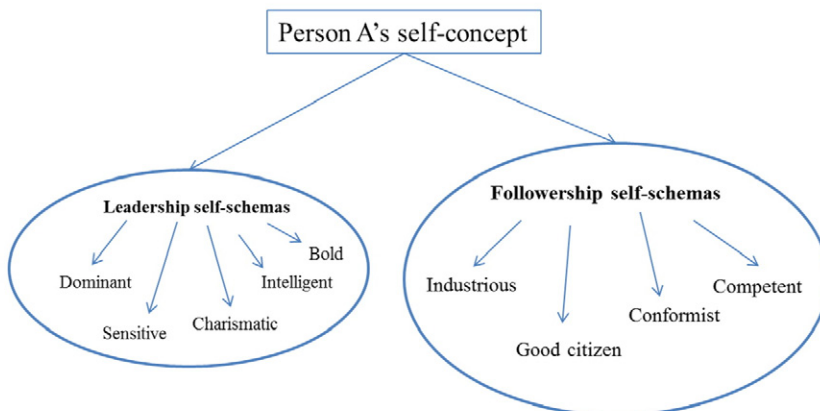 Person A's self-concept
Leadership self-schemas
Dominant
Sensitive
Charismatic
Intelligent
Bold
Followership self-schemas
Industrious
Good citizen
Conformist
Competent